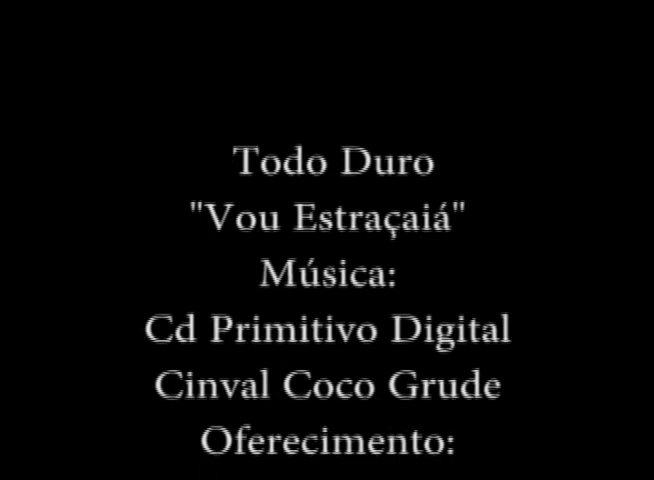 Todo Duro
"Vou Estraçaiá"
Música:
Cd Primitivo Digital
Cinval Coco Grude
Oferecimento: